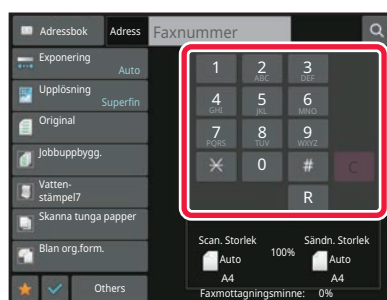 Adressbok
Adress
Faxnummer
Exponering
Auto
Upplösning
Superfin
Original
Jobbuppbygg.
Vatten-
stämpel7
Skanna tunga papper
Blan org.form.
Others
1
2 ABC
3 DEF
4 GHI
5 JKL
6 MNO
7 PQRS
8 TUV
9 WXYZ
0
#
C
R
Scan. Storlek
Auto
A4
100%
Sändn. Storlek
Auto
A4
Faxmottagningsminne: 0%